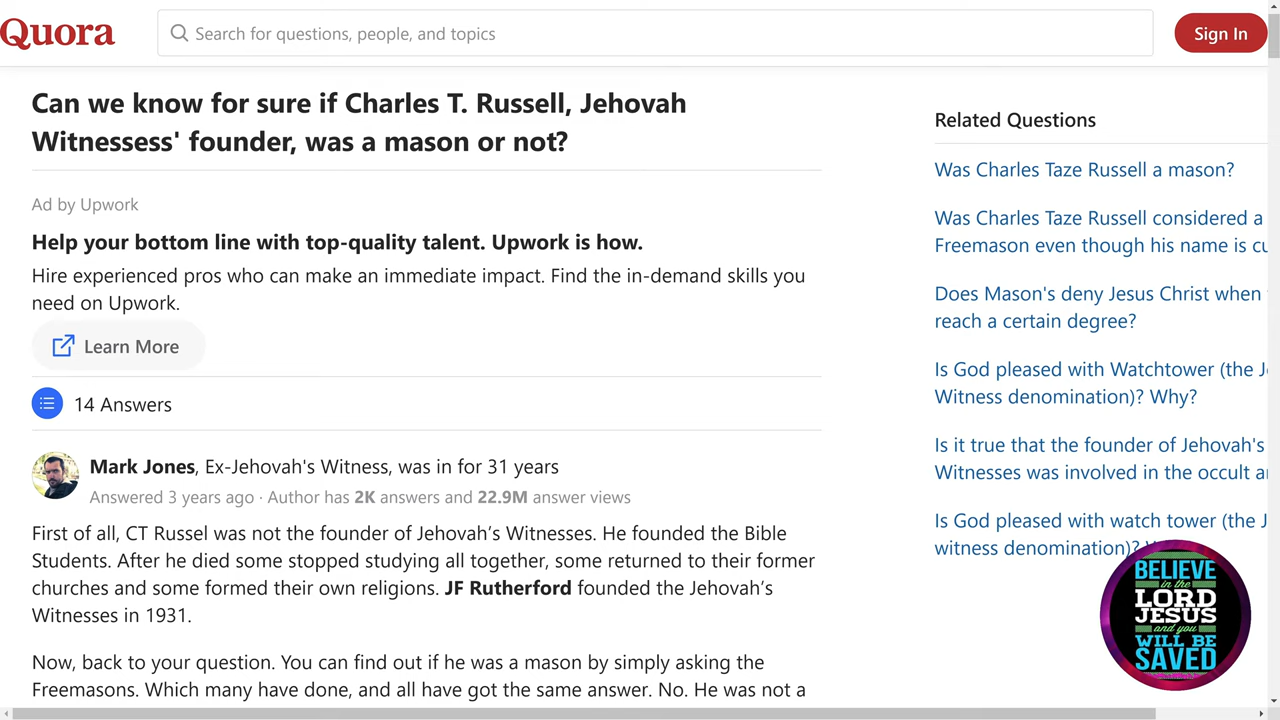 Quora
Search for questions, people, and topics
Sign In
Can we know for sure if Charles T. Russell, Jehovah
Witnessess' founder, was a mason or not?
Ad by Upwork
Help your bottom line with top-quality talent. Upwork is how.
Hire experienced pros who can make an immediate impact. Find the in-demand skills you
need on Upwork.
Learn More
14 Answers
Mark Jones, Ex-Jehovah's Witness, was in for 31 years
Answered 3 years ago · Author has 2K answers and 22.9M answer views
First of all, CT Russel was not the founder of Jehovah’s Witnesses. He founded the Bible
Students. After he died some stopped studying all together, some returned to their former
churches and some formed their own religions. JF Rutherford founded the Jehovah’s
Witnesses in 1931.
Now, back to your question. You can find out if he was a mason by simply asking the
Freemasons. Which many have done, and all have got the same answer. No. He was not a
Related Questions
Was Charles Taze Russell a mason?
Was Charles Taze Russell considered a
Freemason even though his name is
Does Mason's deny Jesus Christ when
reach a certain degree?
Is God pleased with Watchtower (the
Witness denomination)? Why?
Is it true that the founder of Jehovah's
Witnesses was involved in the occult
Is God pleased with watch tower (the
witness denomination)?
BELIEVE
in the
LORD
JESUS
and you
WILL BE
SAVED